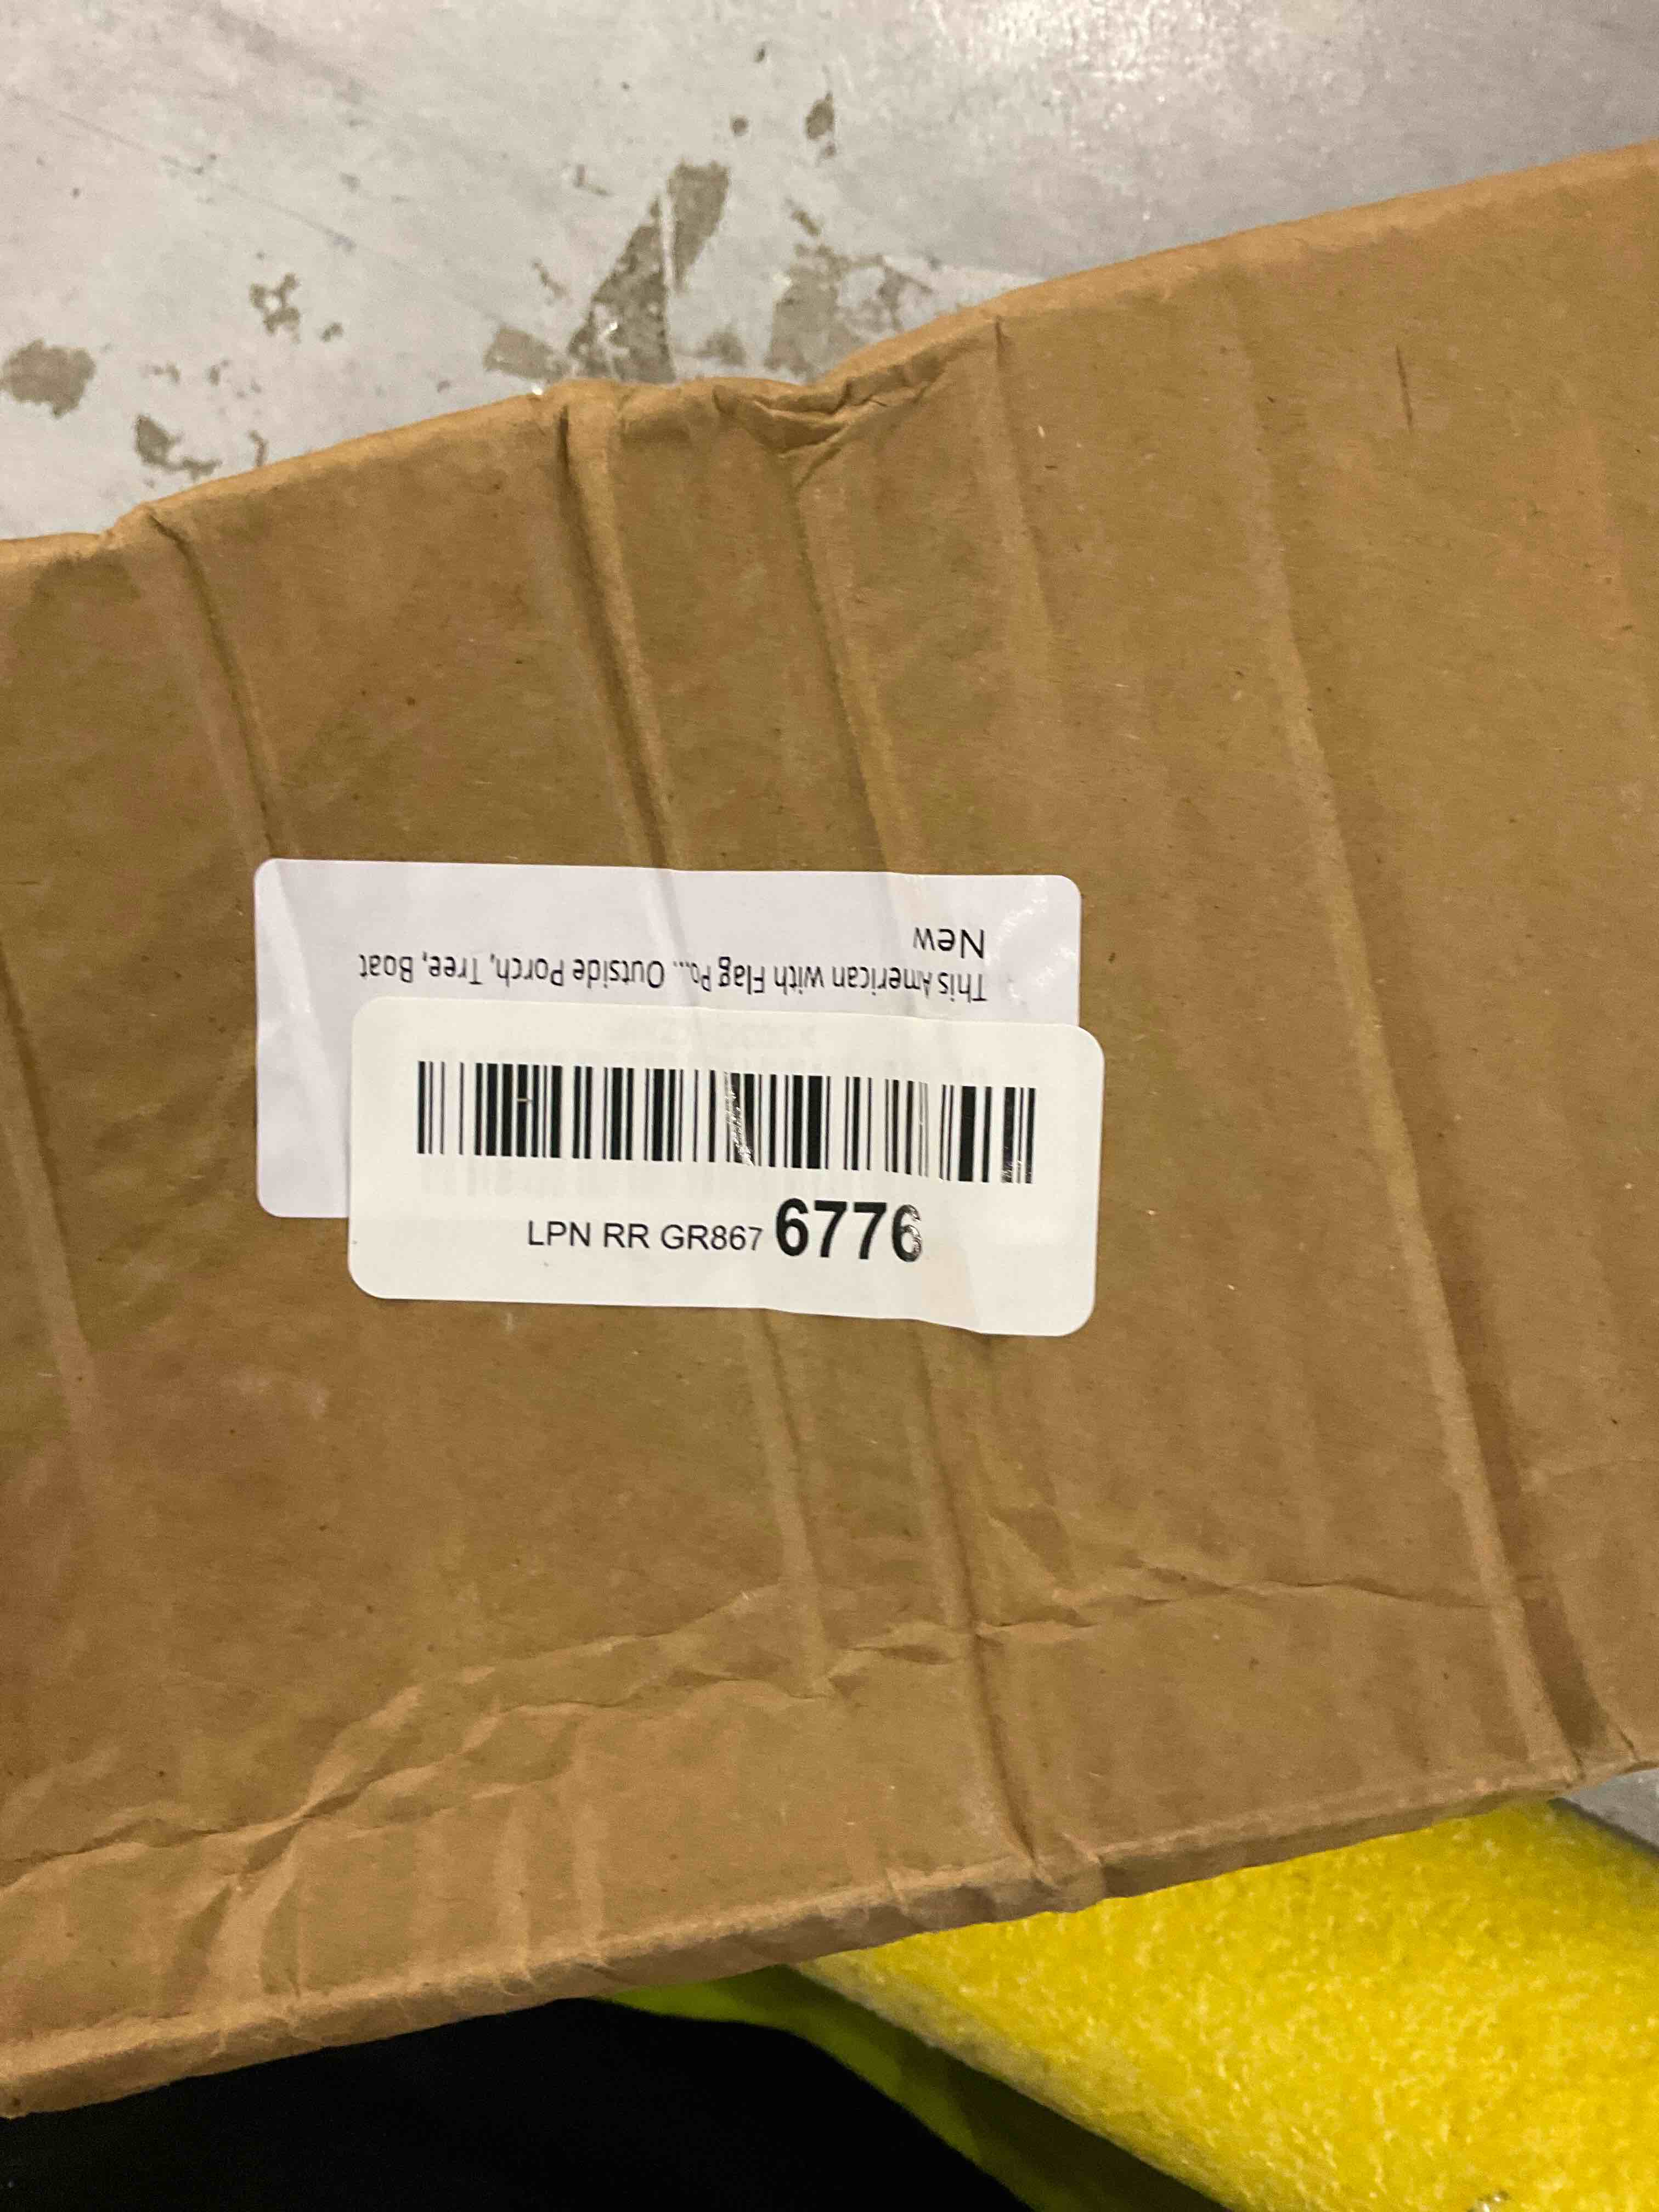 This American with Flag Po... Outside Porch, Tree, Boat
New
LPN RR GR867 6776